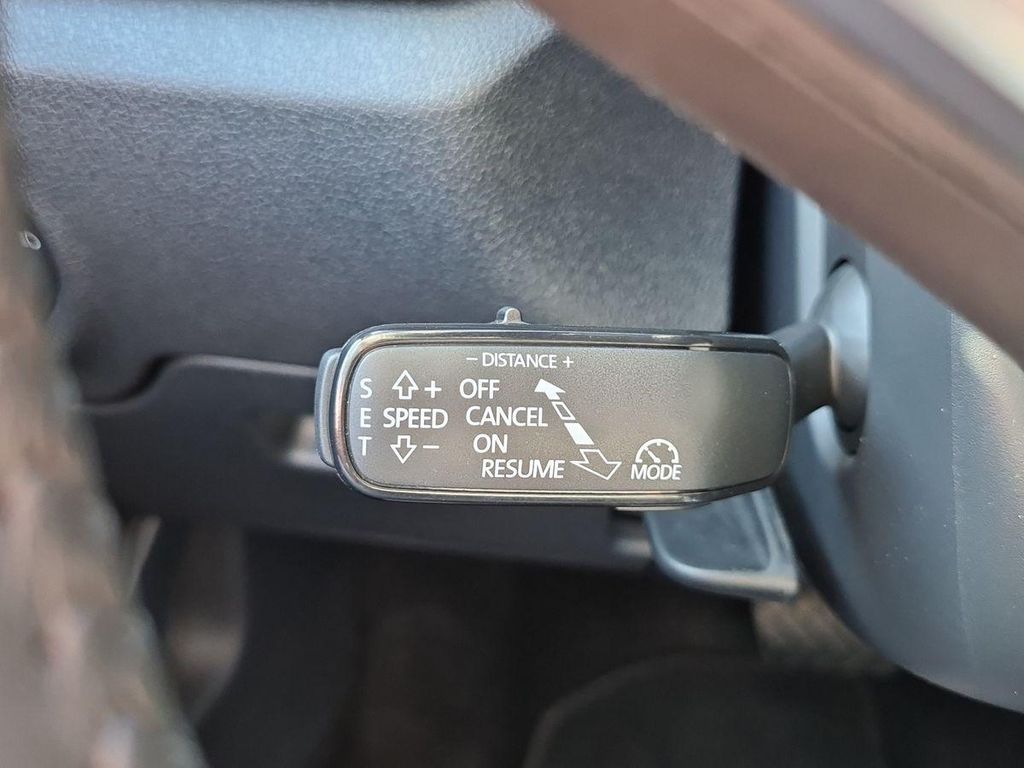 − DISTANCE +
S + OFF
E SPEED CANCEL
T − ON
RESUME
MODE